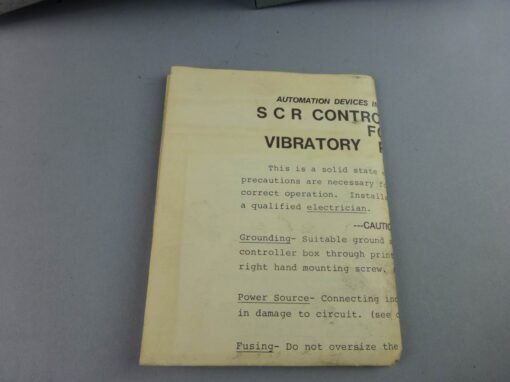 AUTOMATION DEVICES
S C R CONTRO
FO
VIBRATORY
This is a solid state
precautions are necessary
correct operation. Install
a qualified electrician.
---CAUTIO
Grounding- Suitable ground
controller box through prin
right hand mounting screw.
Power Source- Connecting inc
in damage to circuit. (see
Fusing- Do not oversize the